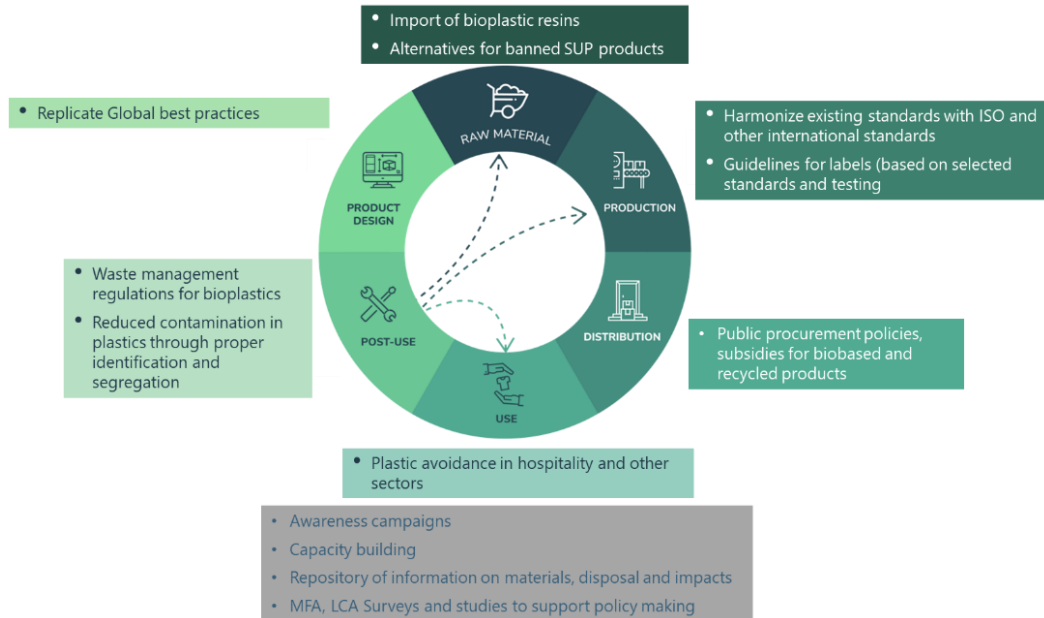 • Import of bioplastic resins
• Alternatives for banned SUP products
• Replicate Global best practices
RAW MATERIAL
• Harmonize existing standards with ISO and
other international standards
• Guidelines for labels (based on selected
standards and testing
PRODUCT
DESIGN
PRODUCTION
• Waste management
regulations for bioplastics
• Reduced contamination in
plastics through proper
identification and
segregation
POST-USE
DISTRIBUTION
• Public procurement policies,
subsidies for biobased and
recycled products
USE
• Plastic avoidance in hospitality and other
sectors
• Awareness campaigns
• Capacity building
• Repository of information on materials, disposal and impacts
• MFA, LCA Surveys and studies to support policy making